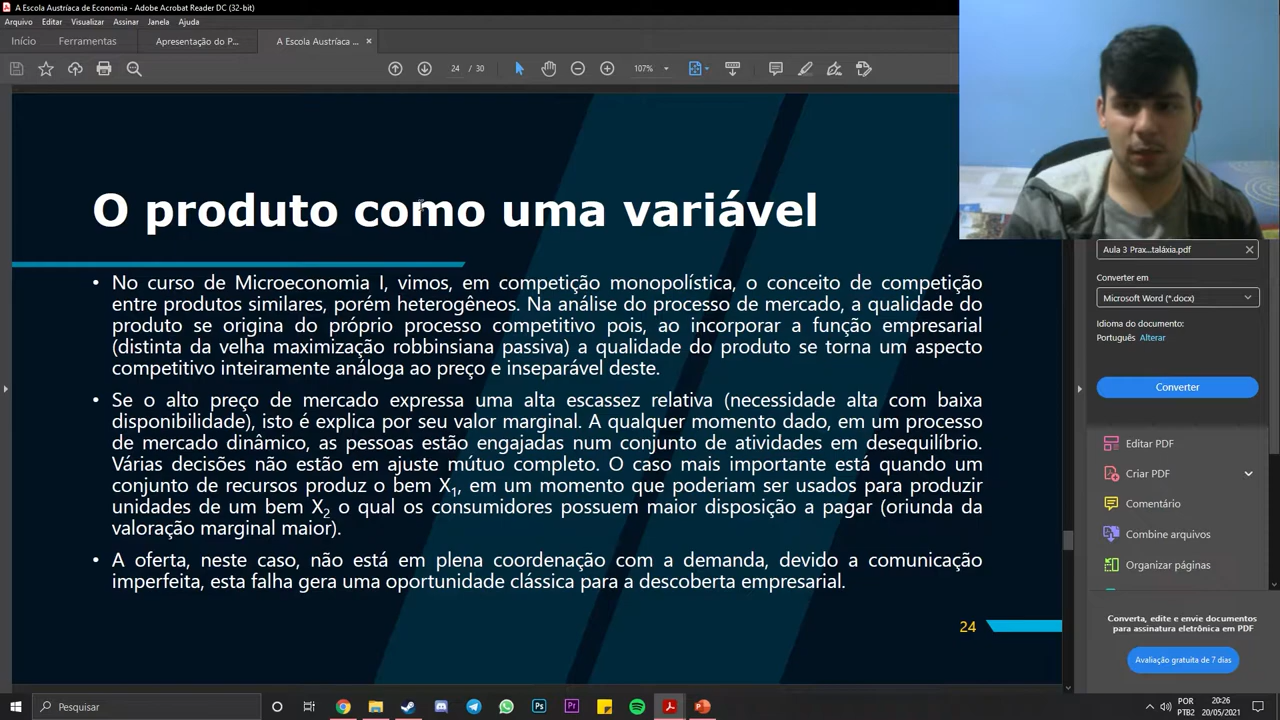 A Escola Austríaca de Economia - Adobe Acrobat Reader DC (32-bit)
Arquivo Editar Visualizar Assinar Janela Ajuda
Início Ferramentas Apresentação do P... A Escola Austríaca ... ×
24 / 30 107%
O produto como uma variável
• No curso de Microeconomia I, vimos, em competição monopolística, o conceito de competição
entre produtos similares, porém heterogêneos. Na análise do processo de mercado, a qualidade do
produto se origina do próprio processo competitivo pois, ao incorporar a função empresarial
(distinta da velha maximização robbinsiana passiva) a qualidade do produto se torna um aspecto
competitivo inteiramente análoga ao preço e inseparável deste.
• Se o alto preço de mercado expressa uma alta escassez relativa (necessidade alta com baixa
disponibilidade), isto é explica por seu valor marginal. A qualquer momento dado, em um processo
de mercado dinâmico, as pessoas estão engajadas num conjunto de atividades em desequilíbrio.
Várias decisões não estão em ajuste mútuo completo. O caso mais importante está quando um
conjunto de recursos produz o bem X1, em um momento que poderiam ser usados para produzir
unidades de um bem X2 o qual os consumidores possuem maior disposição a pagar (oriunda da
valoração marginal maior).
• A oferta, neste caso, não está em plena coordenação com a demanda, devido a comunicação
imperfeita, esta falha gera uma oportunidade clássica para a descoberta empresarial.
24
Aula 3 Prax...taláxia.pdf
Converter em
Microsoft Word (*.docx)
Idioma do documento:
Português Alterar
Converter
Editar PDF
Criar PDF
Comentário
Combine arquivos
Organizar páginas
Converta, edite e envie documentos
para assinatura eletrônica em PDF
Avaliação gratuita de 7 dias
Pesquisar
Ps
Pr
POR
PTB2
20:26
20/05/2021